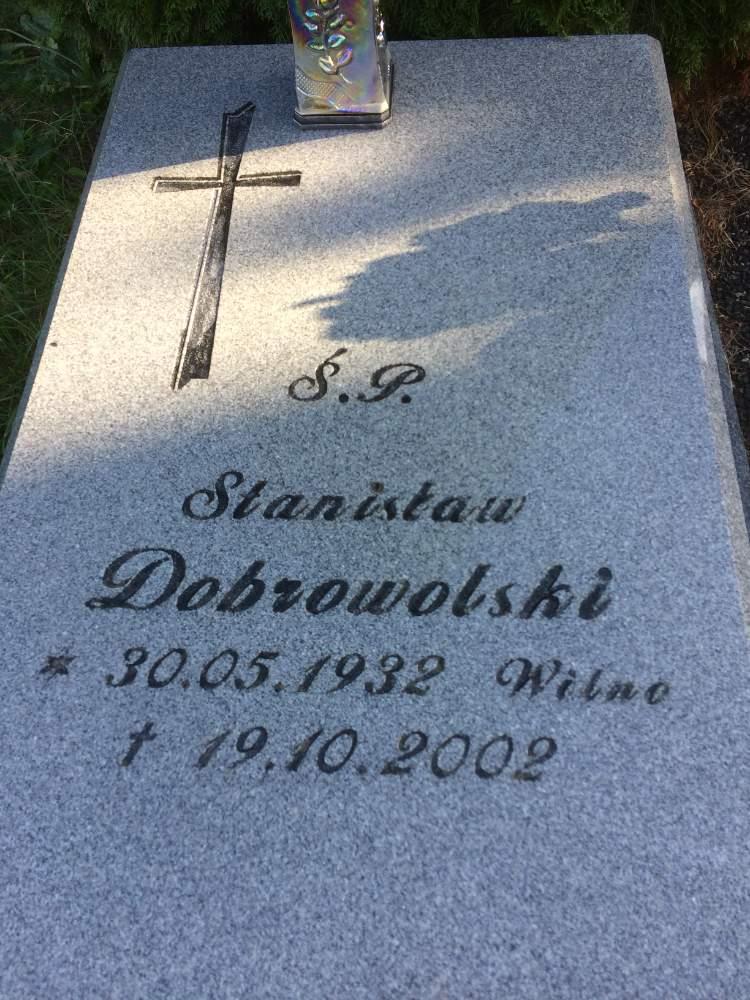 Ś.P.
Stanisław
Dobrowolski
* 30.05.1932 Wilno
† 19.10.2002